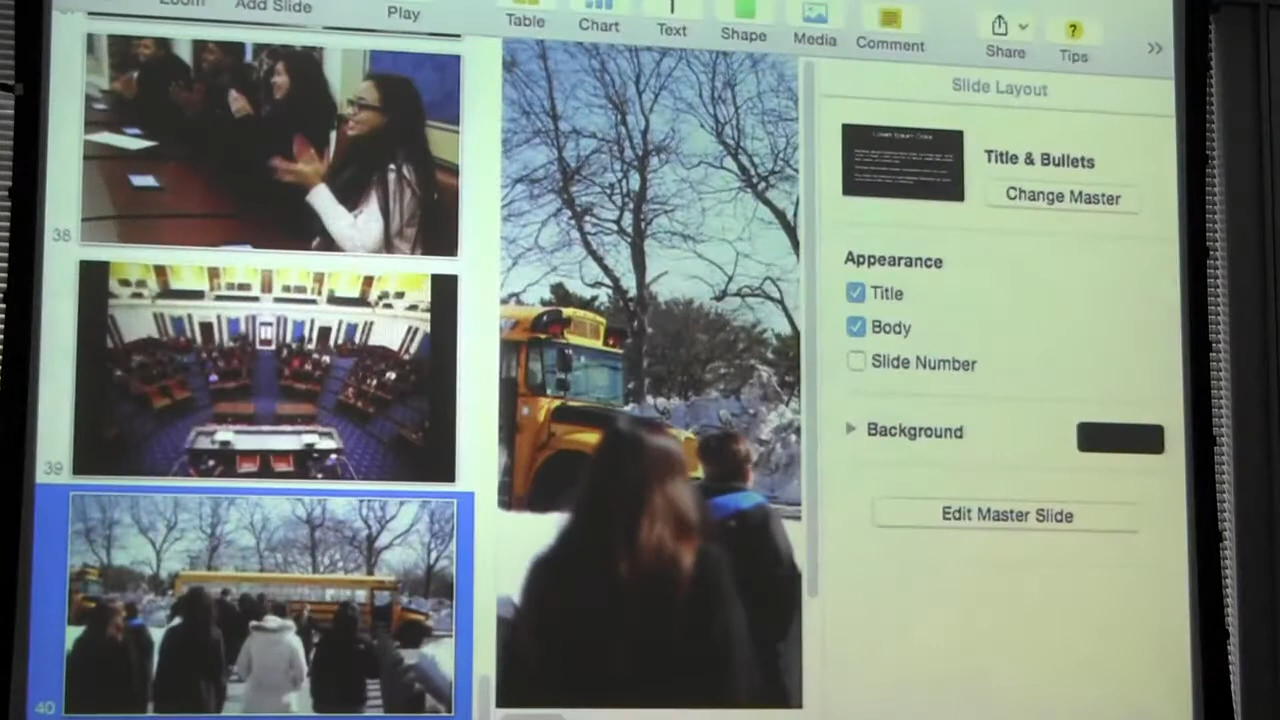 Zoom
Add Slide
Play
Table
Chart
Text
Shape
Media
Comment
Share
Tips
Slide Layout
Title & Bullets
Change Master
Appearance
Title
Body
Slide Number
Background
Edit Master Slide
38
39
40